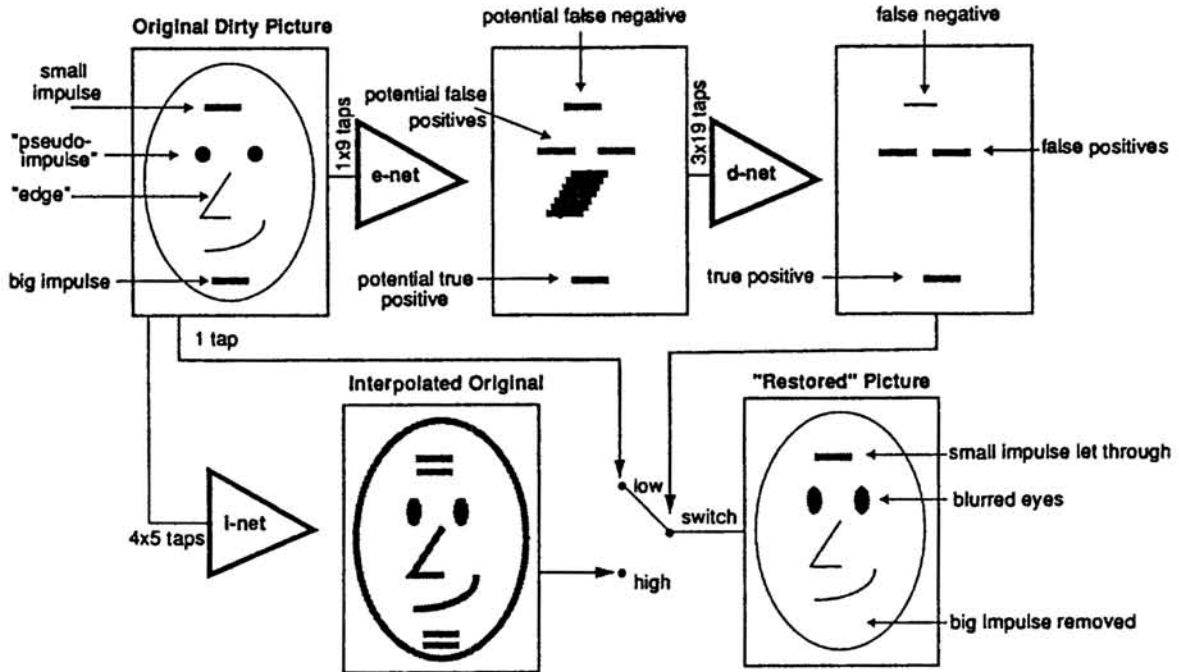 Original Dirty Picture
potential false negative
false negative
small
impulse
"pseudo-
impulse"
"edge"
big impulse
1x9 taps
e-net
potential false
positives
potential true
positive
3x19 taps
d-net
false positives
true positive
1 tap
Interpolated Original
"Restored" Picture
4x5 taps
i-net
low
switch
high
small impulse let through
blurred eyes
big impulse removed